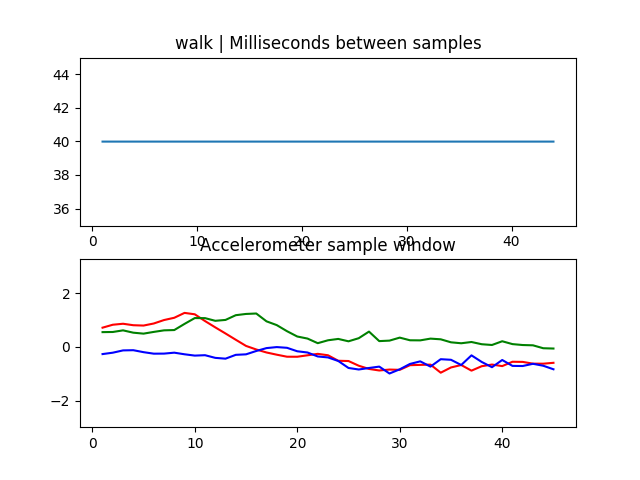 walk | Milliseconds between samples
44
42
40
38
36
0 10 20 30 40
Accelerometer sample window
2
0
−2
0 10 20 30 40